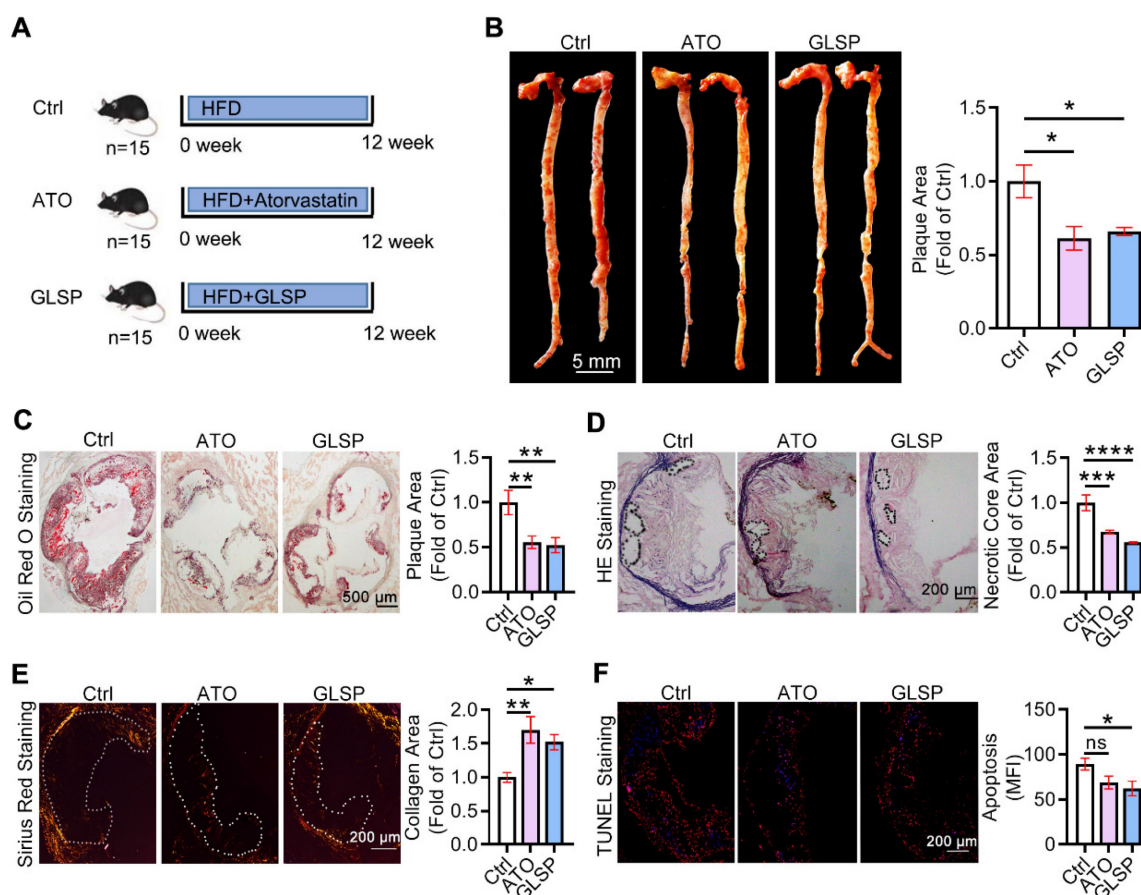 A
Ctrl
n=15
HFD
0 week
12 week
ATO
n=15
HFD+Atorvastatin
0 week
12 week
GLSP
n=15
HFD+GLSP
0 week
12 week
B
Ctrl
ATO
GLSP
5 mm
Plaque Area
(Fold of Ctrl)
1.5
1.0
0.5
0.0
*
*
Ctrl
ATO
GLSP
C
Oil Red O Staining
Ctrl
ATO
GLSP
500 µm
Plaque Area
(Fold of Ctrl)
1.5
1.0
0.5
0
**
**
Ctrl
ATO
GLSP
D
HE Staining
Ctrl
ATO
GLSP
200 µm
Necrotic Core Area
(Fold of Ctrl)
1.5
1.0
0.5
0
****
***
Ctrl
ATO
GLSP
E
Sirius Red Staining
Ctrl
ATO
GLSP
200 µm
Collagen Area
(Fold of Ctrl)
2.0
1.5
1.0
0.5
0.0
*
**
Ctrl
ATO
GLSP
F
TUNEL Staining
Ctrl
ATO
GLSP
200 µm
Apoptosis
(MFI)
150
100
50
0
*
ns
Ctrl
ATO
GLSP